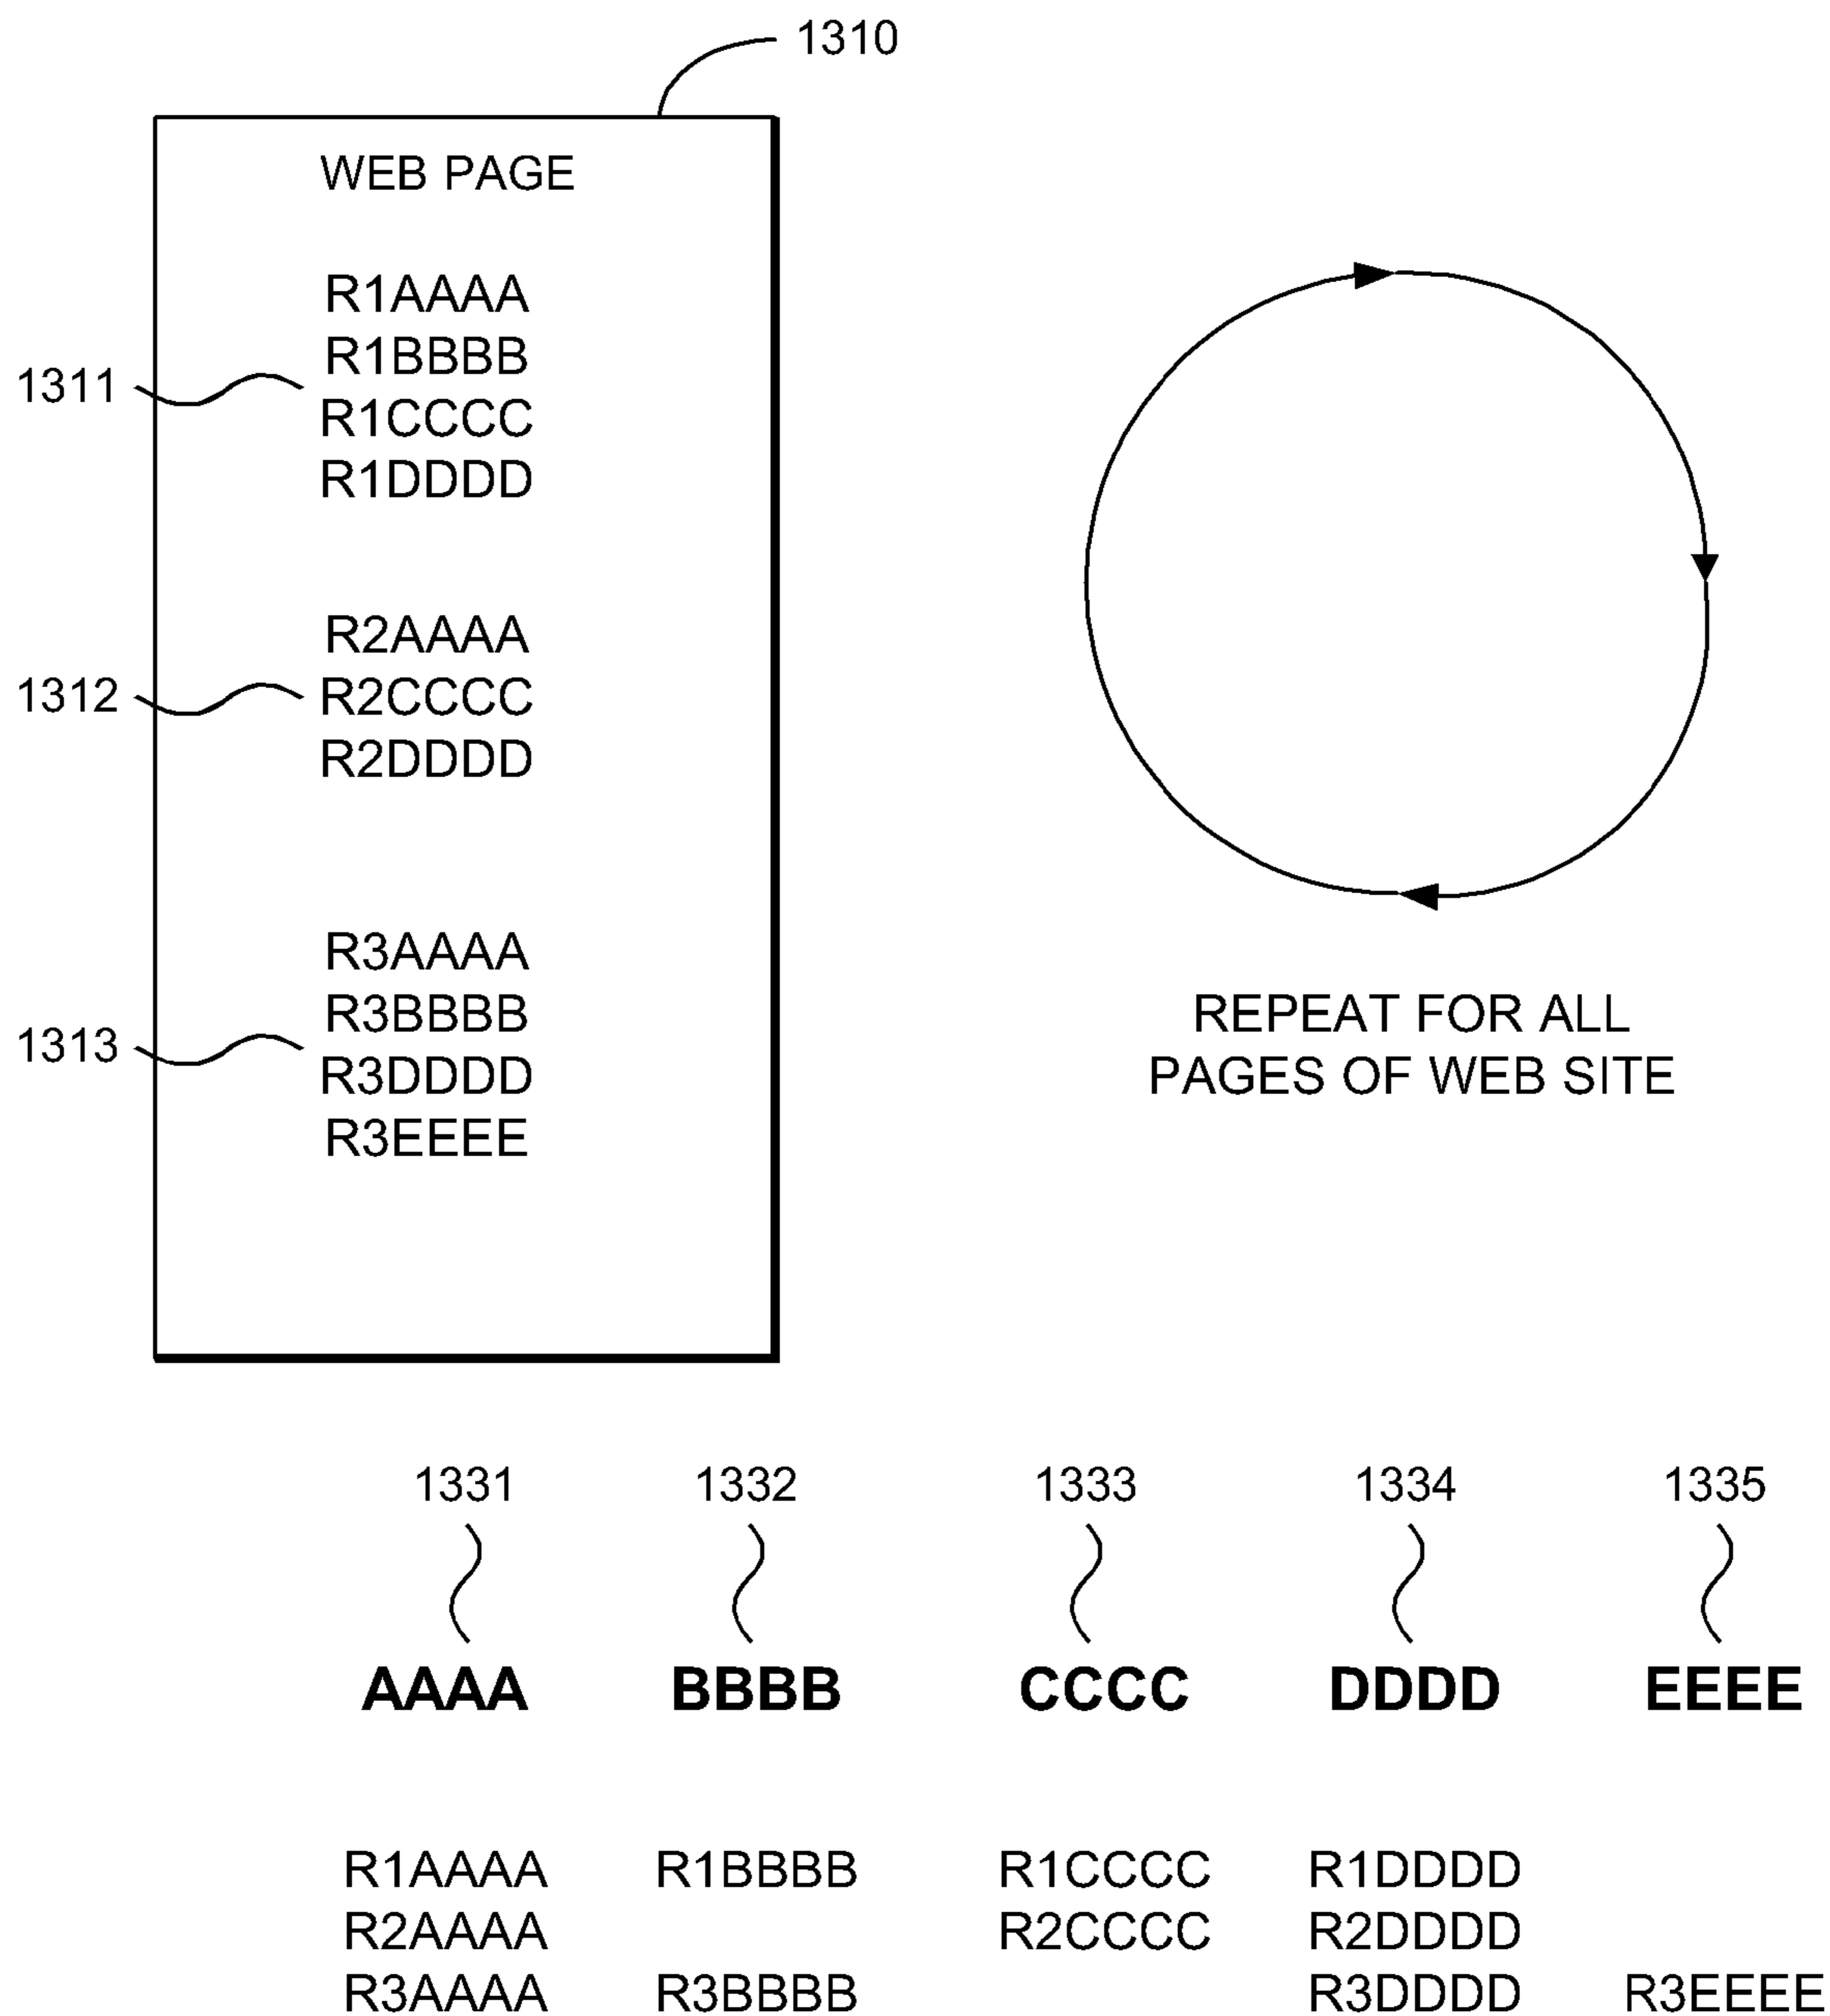 1310
WEB PAGE
R1AAAA
R1BBBB
1311
R1CCCC
R1DDDD
R2AAAA
1312
R2CCCC
R2DDDD
R3AAAA
R3BBBB
1313
R3DDDD
R3EEEE
REPEAT FOR ALL
PAGES OF WEB SITE
1331 1332 1333 1334 1335
AAAA BBBB CCCC DDDD EEEE
R1AAAA R1BBBB R1CCCC R1DDDD
R2AAAA R2CCCC R2DDDD
R3AAAA R3BBBB R3DDDD R3EEEE